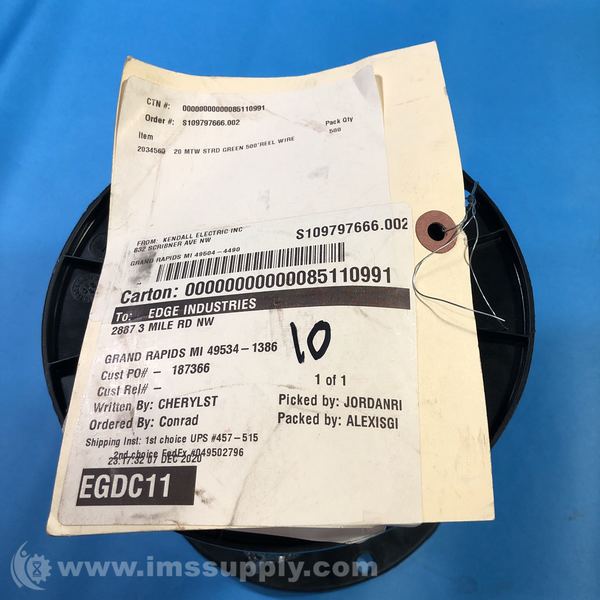 CTN #: 00000000000085110991
Order #: S109797666.002
Item Pack Qty
2034560 20 MTW STRD GREEN 500'REEL WIRE 500
FROM: KENDALL ELECTRIC INC
832 SCRIBNER AVE NW
S109797666.002
GRAND RAPIDS MI 49504-4490
Carton: 00000000000085110991
To: EDGE INDUSTRIES
2887 3 MILE RD NW
10
GRAND RAPIDS MI 49534-1386
Cust PO# - 187366
1 of 1
Cust Rel# -
Written By: CHERYLST Picked by: JORDANRI
Ordered By: Conrad Packed by: ALEXISGI
Shipping Inst: 1st choice UPS #457-515
2nd choice FedEx #049502796
23:17:32 07 DEC 2020
EGDC11
www.imssupply.com